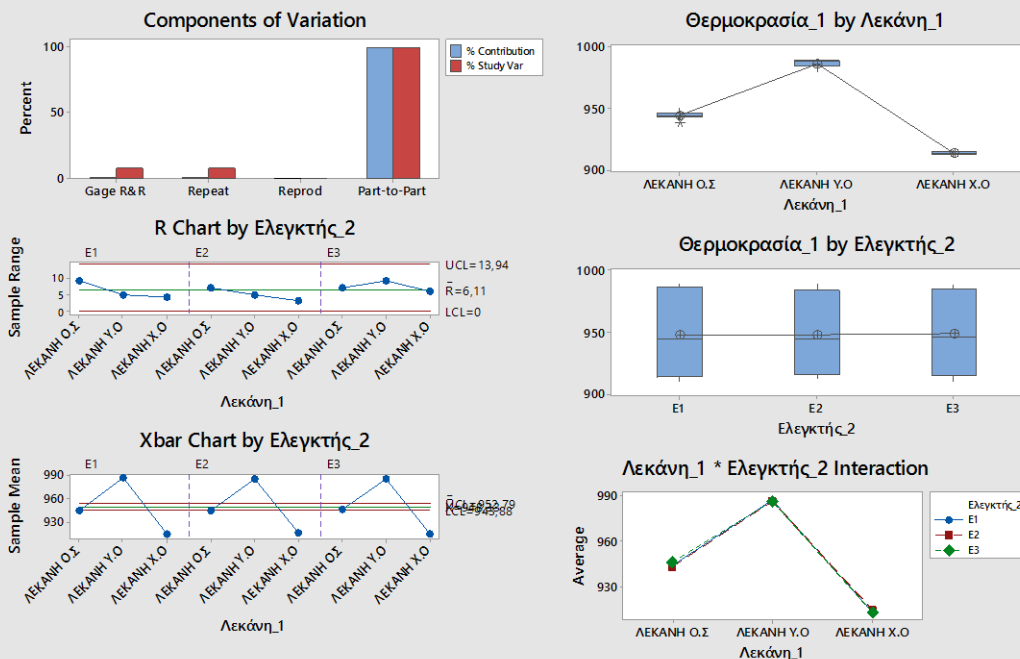 Components of Variation
100
50
0
Percent
% Contribution
% Study Var
Gage R&R
Repeat
Reprod
Part-to-Part
R Chart by Ελεγκτής_2
E1
E2
E3
Sample Range
10
5
0
UCL=13,94
R̄=6,11
LCL=0
ΛΕΚΑΝΗ Ο.Σ
ΛΕΚΑΝΗ Υ.Ο
ΛΕΚΑΝΗ Χ.Ο
ΛΕΚΑΝΗ Ο.Σ
ΛΕΚΑΝΗ Υ.Ο
ΛΕΚΑΝΗ Χ.Ο
ΛΕΚΑΝΗ Ο.Σ
ΛΕΚΑΝΗ Υ.Ο
ΛΕΚΑΝΗ Χ.Ο
Λεκάνη_1
Xbar Chart by Ελεγκτής_2
E1
E2
E3
Sample Mean
990
960
930
UCL=952,79
ΛΕΚΑΝΗ Ο.Σ
ΛΕΚΑΝΗ Υ.Ο
ΛΕΚΑΝΗ Χ.Ο
ΛΕΚΑΝΗ Ο.Σ
ΛΕΚΑΝΗ Υ.Ο
ΛΕΚΑΝΗ Χ.Ο
ΛΕΚΑΝΗ Ο.Σ
ΛΕΚΑΝΗ Υ.Ο
ΛΕΚΑΝΗ Χ.Ο
Λεκάνη_1
Θερμοκρασία_1 by Λεκάνη_1
1000
950
900
ΛΕΚΑΝΗ Ο.Σ
ΛΕΚΑΝΗ Υ.Ο
ΛΕΚΑΝΗ Χ.Ο
Λεκάνη_1
Θερμοκρασία_1 by Ελεγκτής_2
1000
950
900
E1
E2
E3
Ελεγκτής_2
Λεκάνη_1 * Ελεγκτής_2 Interaction
Average
990
960
930
Ελεγκτής_2
E1
E2
E3
ΛΕΚΑΝΗ Ο.Σ
ΛΕΚΑΝΗ Υ.Ο
ΛΕΚΑΝΗ Χ.Ο
Λεκάνη_1